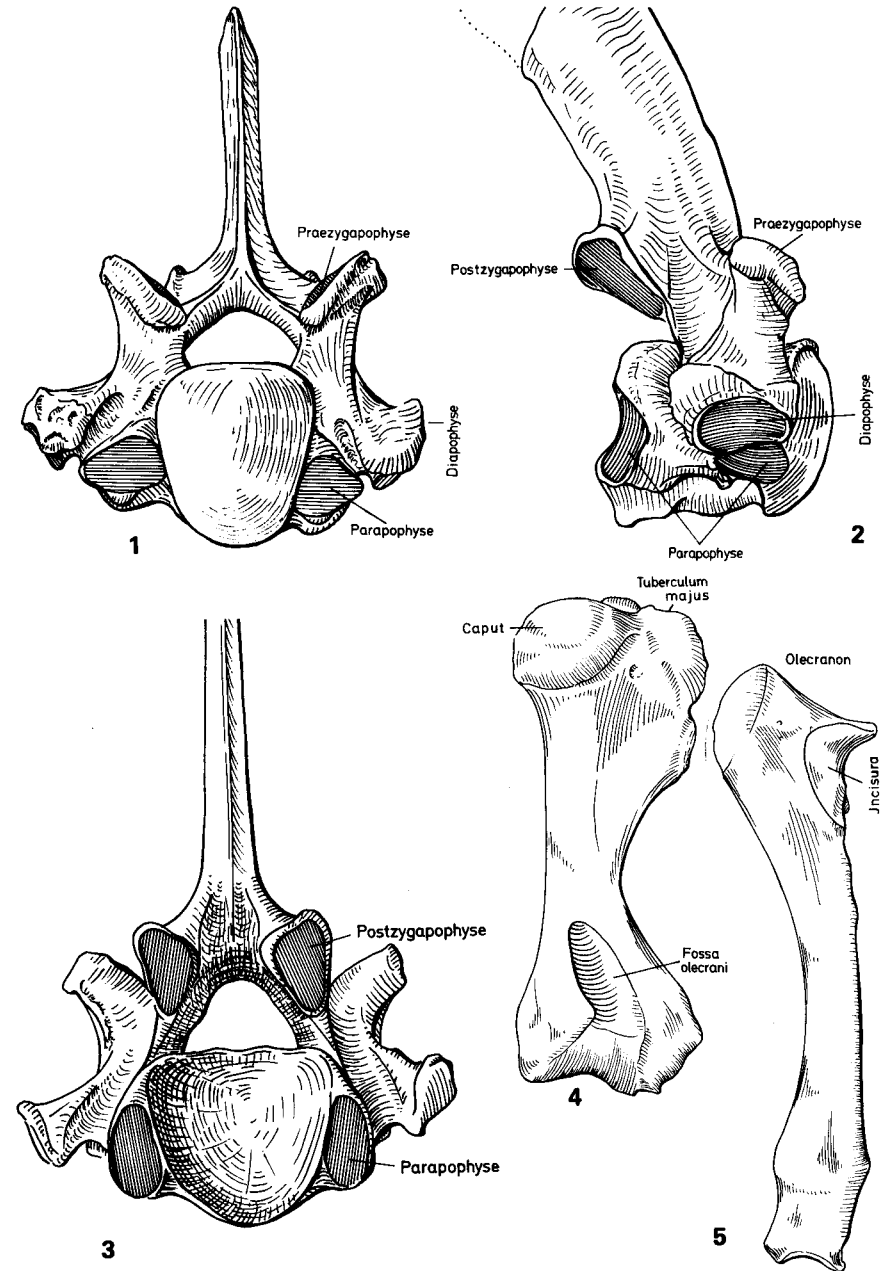 Praezygapophyse
Diapophyse
Parapophyse
1
Praezygapophyse
Postzygapophyse
Diapophyse
Parapophyse
2
Postzygapophyse
Parapophyse
3
Tuberculum
majus
Caput
Fossa
olecrani
4
Olecranon
Jncisura
5